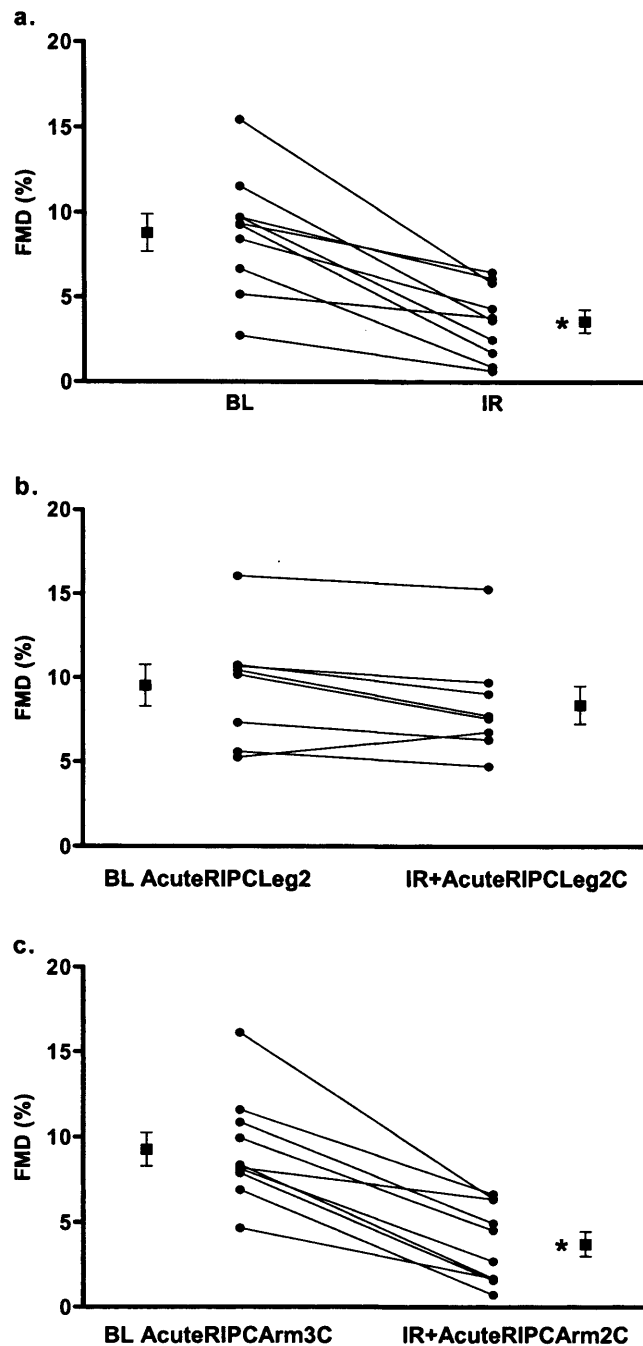 a.
20
15
10
5
0
FMD (%)
*
BL IR
b.
20
15
10
5
0
FMD (%)
BL AcuteRIPCLeg2 IR+AcuteRIPCLeg2C
c.
20
15
10
5
0
FMD (%)
*
BL AcuteRIPCArm3C IR+AcuteRIPCArm2C